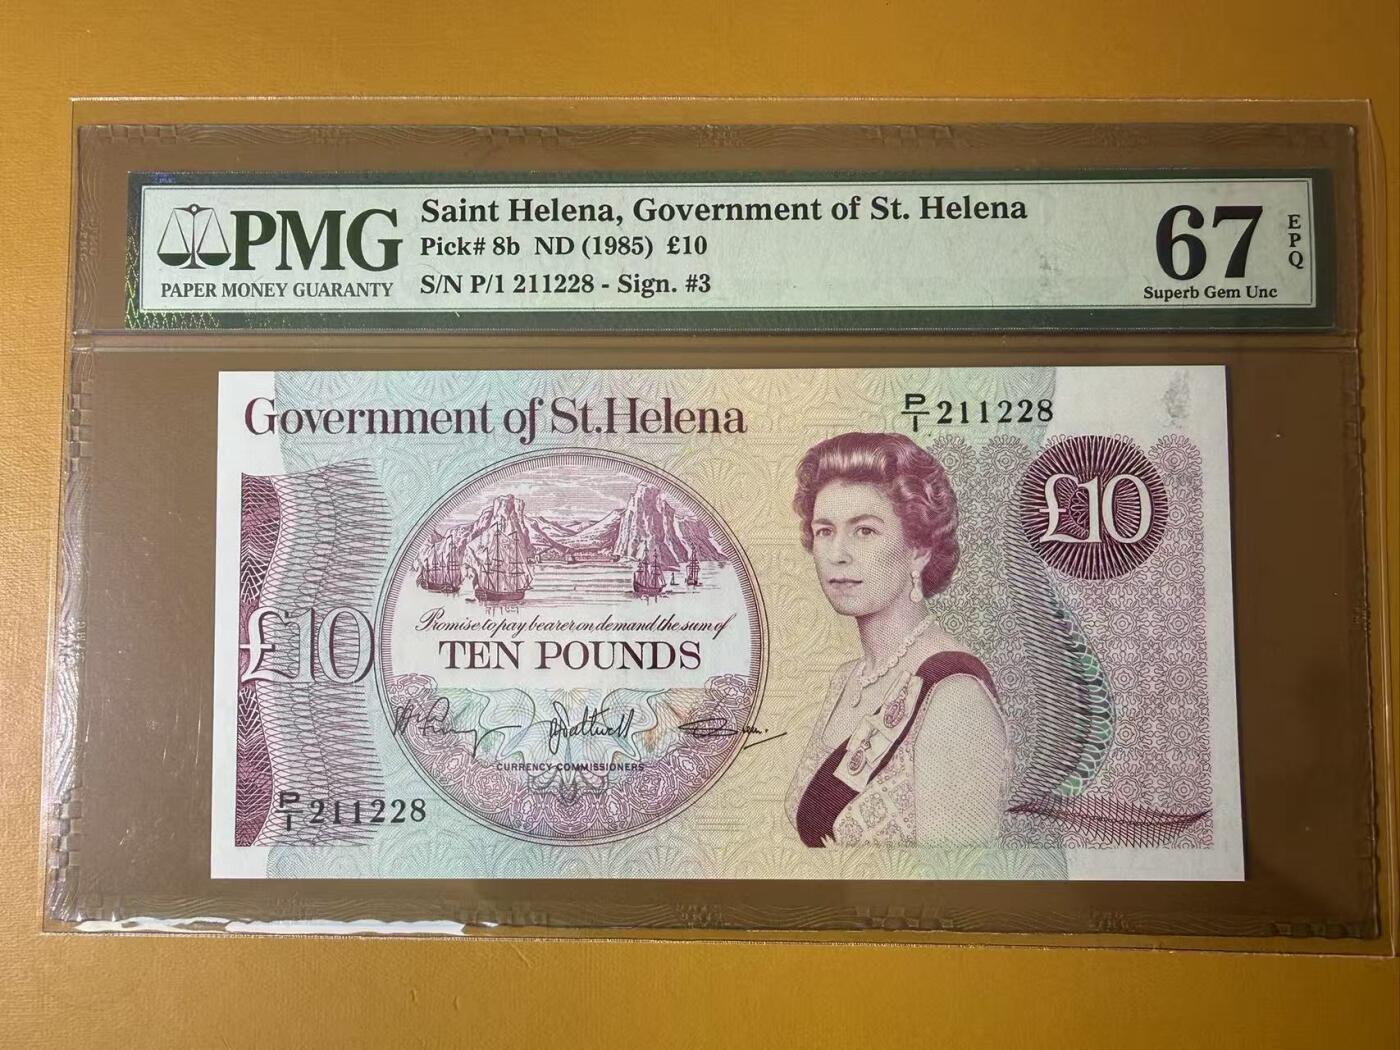 PMG
PAPER MONEY GUARANTY
Saint Helena, Government of St. Helena
Pick# 8b ND (1985) £10
S/N P/1 211228 - Sign. #3
67
EPQ
Superb Gem Unc
Government of St.Helena
P/1 211228
£10
£10
Promise to pay bearer on demand the sum of
TEN POUNDS
CURRENCY COMMISSIONERS
P/1 211228